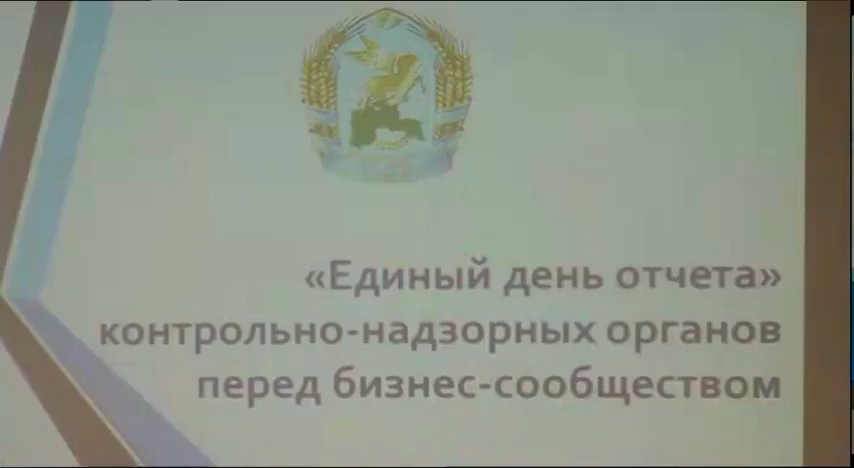 «Единый день отчета»
контрольно-надзорных органов
перед бизнес-сообществом